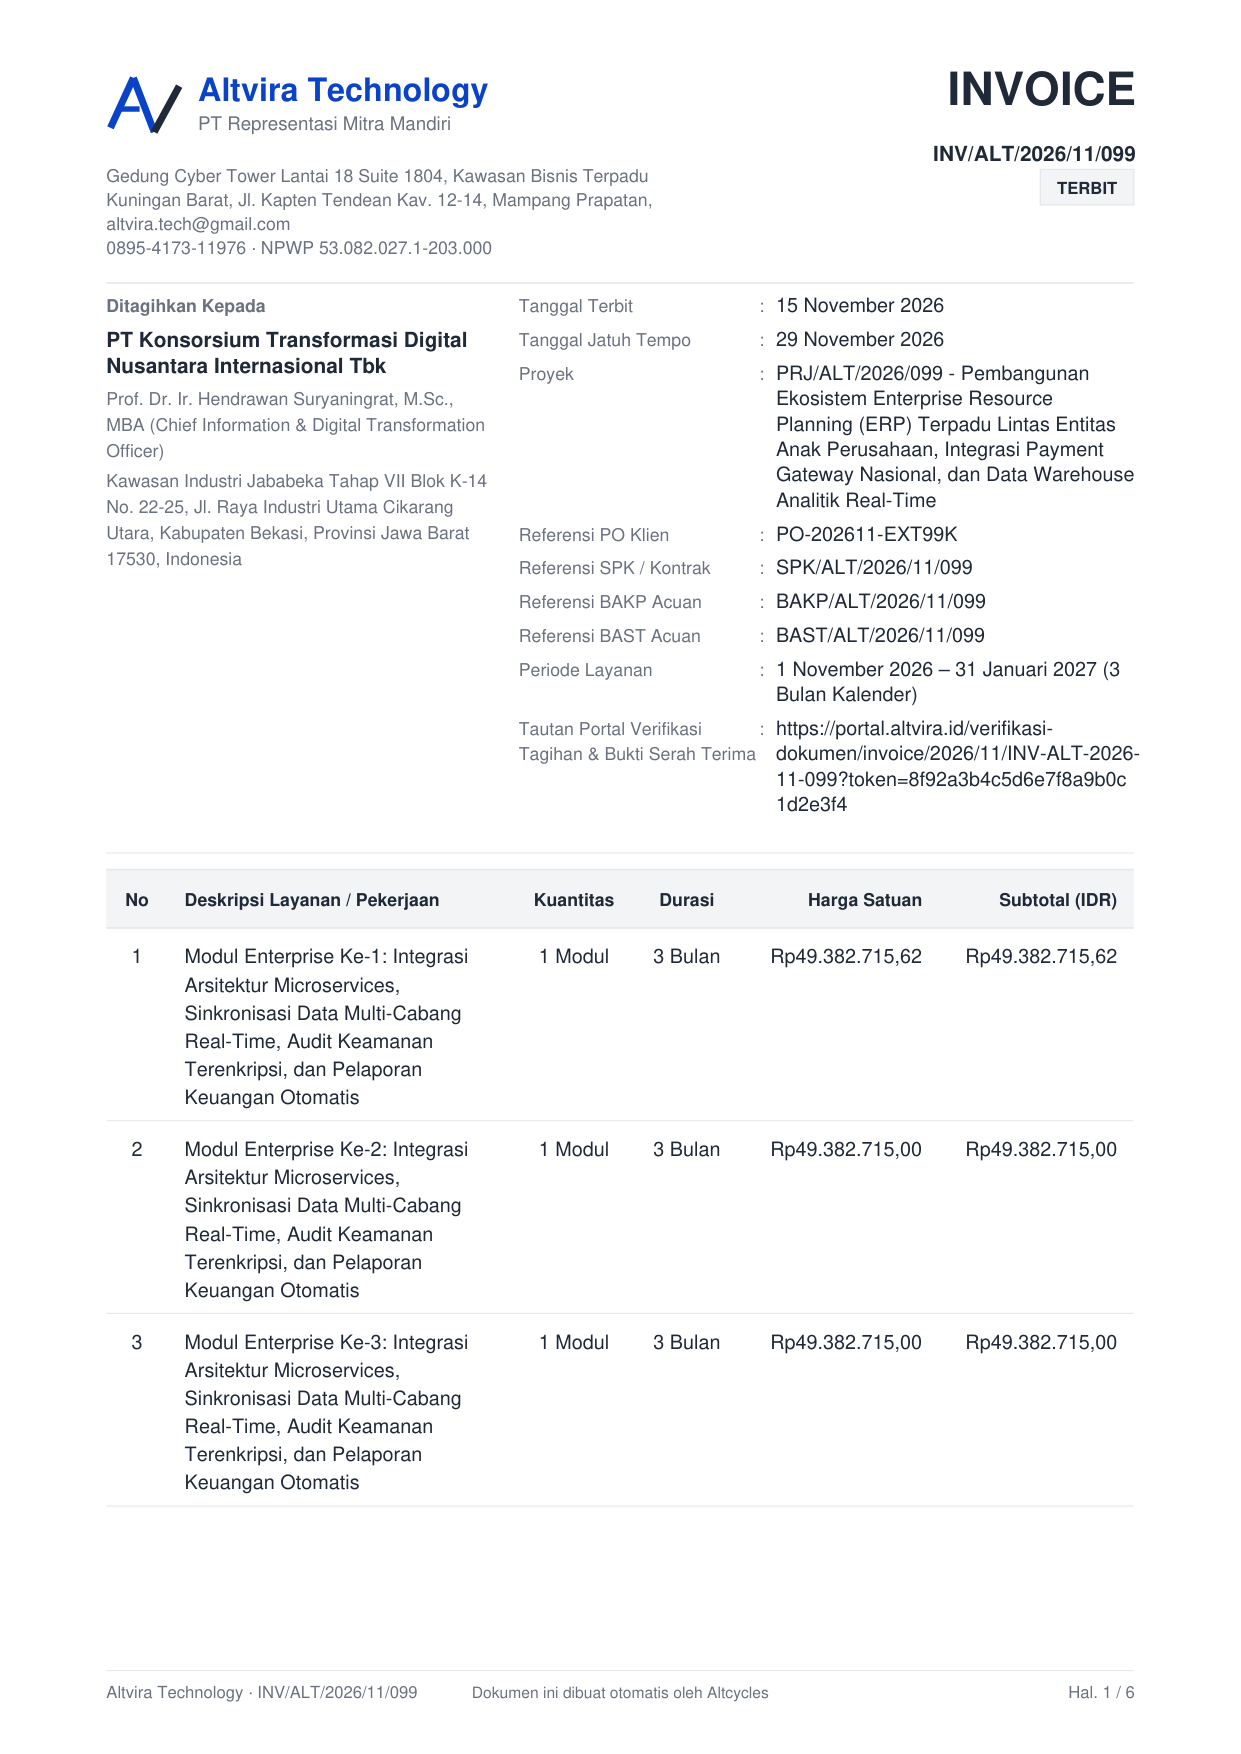 Altvira Technology
PT Representasi Mitra Mandiri
INVOICE
INV/ALT/2026/11/099
TERBIT
Gedung Cyber Tower Lantai 18 Suite 1804, Kawasan Bisnis Terpadu
Kuningan Barat, Jl. Kapten Tendean Kav. 12-14, Mampang Prapatan,
altvira.tech@gmail.com
0895-4173-11976 · NPWP 53.082.027.1-203.000
Ditagihkan Kepada
PT Konsorsium Transformasi Digital
Nusantara Internasional Tbk
Prof. Dr. Ir. Hendrawan Suryaningrat, M.Sc.,
MBA (Chief Information & Digital Transformation
Officer)
Kawasan Industri Jababeka Tahap VII Blok K-14
No. 22-25, Jl. Raya Industri Utama Cikarang
Utara, Kabupaten Bekasi, Provinsi Jawa Barat
17530, Indonesia
Tanggal Terbit : 15 November 2026
Tanggal Jatuh Tempo : 29 November 2026
Proyek : PRJ/ALT/2026/099 - Pembangunan
Ekosistem Enterprise Resource
Planning (ERP) Terpadu Lintas Entitas
Anak Perusahaan, Integrasi Payment
Gateway Nasional, dan Data Warehouse
Analitik Real-Time
Referensi PO Klien : PO-202611-EXT99K
Referensi SPK / Kontrak : SPK/ALT/2026/11/099
Referensi BAKP Acuan : BAKP/ALT/2026/11/099
Referensi BAST Acuan : BAST/ALT/2026/11/099
Periode Layanan : 1 November 2026 – 31 Januari 2027 (3
Bulan Kalender)
Tautan Portal Verifikasi : https://portal.altvira.id/verifikasi-
Tagihan & Bukti Serah Terima dokumen/invoice/2026/11/INV-ALT-2026-
11-099?token=8f92a3b4c5d6e7f8a9b0c
1d2e3f4
No Deskripsi Layanan / Pekerjaan Kuantitas Durasi Harga Satuan Subtotal (IDR)
1 Modul Enterprise Ke-1: Integrasi 1 Modul 3 Bulan Rp49.382.715,62 Rp49.382.715,62
Arsitektur Microservices,
Sinkronisasi Data Multi-Cabang
Real-Time, Audit Keamanan
Terenkripsi, dan Pelaporan
Keuangan Otomatis
2 Modul Enterprise Ke-2: Integrasi 1 Modul 3 Bulan Rp49.382.715,00 Rp49.382.715,00
Arsitektur Microservices,
Sinkronisasi Data Multi-Cabang
Real-Time, Audit Keamanan
Terenkripsi, dan Pelaporan
Keuangan Otomatis
3 Modul Enterprise Ke-3: Integrasi 1 Modul 3 Bulan Rp49.382.715,00 Rp49.382.715,00
Arsitektur Microservices,
Sinkronisasi Data Multi-Cabang
Real-Time, Audit Keamanan
Terenkripsi, dan Pelaporan
Keuangan Otomatis
Altvira Technology · INV/ALT/2026/11/099 Dokumen ini dibuat otomatis oleh Altcycles Hal. 1 / 6